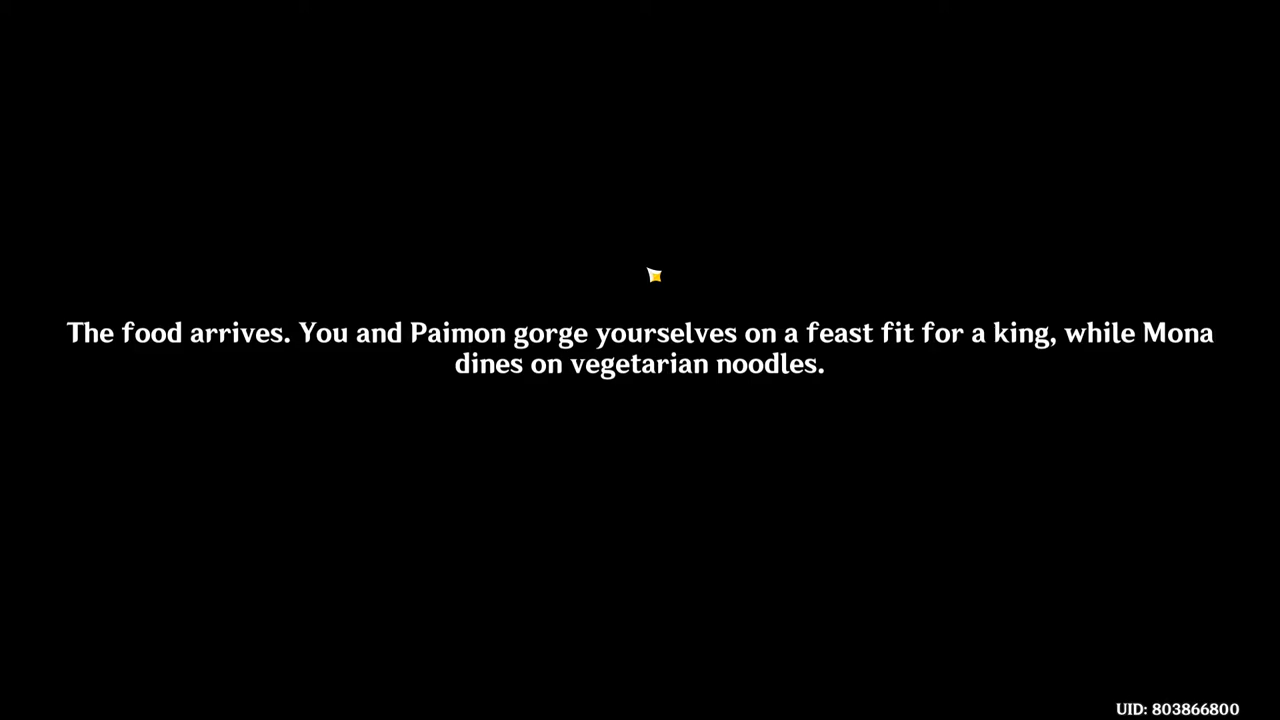 The food arrives. You and Paimon gorge yourselves on a feast fit for a king, while Mona
dines on vegetarian noodles.
UID: 803866800